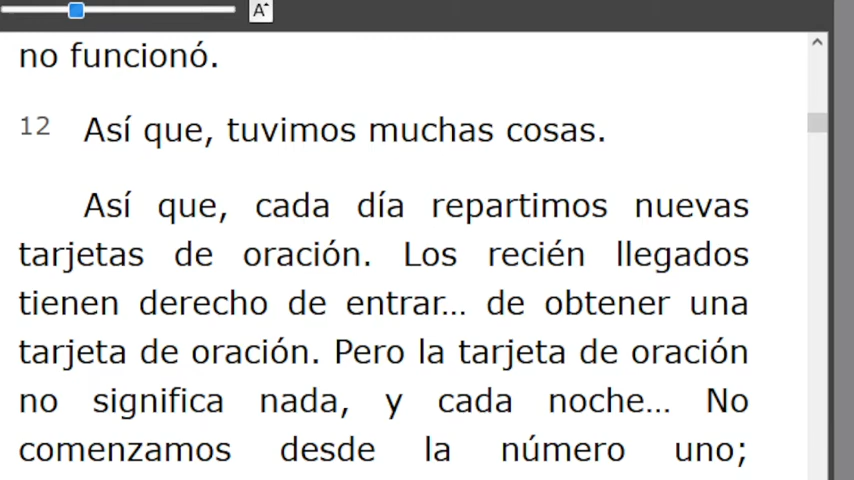 A
no funcionó.
12 Así que, tuvimos muchas cosas.
Así que, cada día repartimos nuevas
tarjetas de oración. Los recién llegados
tienen derecho de entrar… de obtener una
tarjeta de oración. Pero la tarjeta de oración
no significa nada, y cada noche… No
comenzamos desde la número uno;